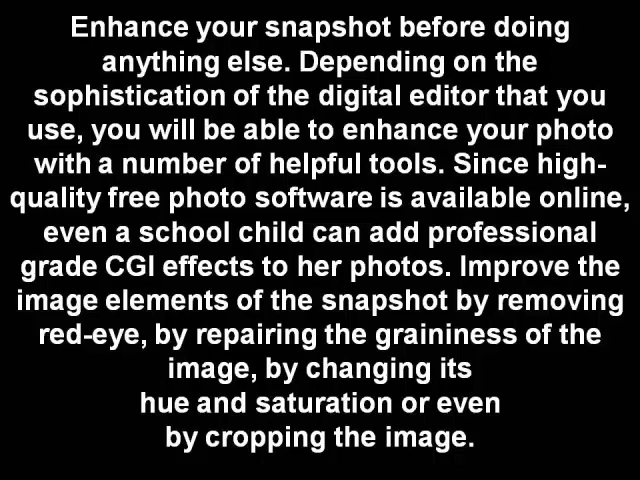 Enhance your snapshot before doing
anything else. Depending on the
sophistication of the digital editor that you
use, you will be able to enhance your photo
with a number of helpful tools. Since high-
quality free photo software is available online,
even a school child can add professional
grade CGI effects to her photos. Improve the
image elements of the snapshot by removing
red-eye, by repairing the graininess of the
image, by changing its
hue and saturation or even
by cropping the image.